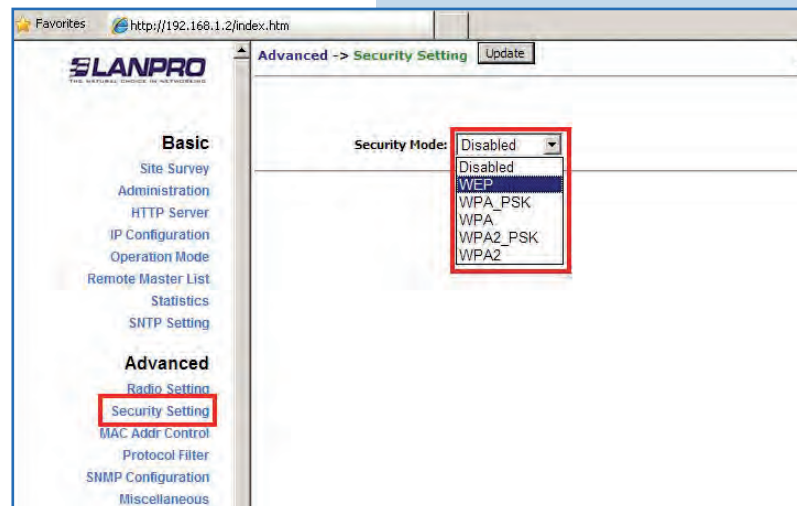 Favorites http://192.168.1.2/index.htm
LANPRO
THE NATURAL CHOICE IN NETWORKING
Advanced -> Security Setting Update
Security Mode: Disabled
Disabled
WEP
WPA_PSK
WPA
WPA2_PSK
WPA2
Basic
Site Survey
Administration
HTTP Server
IP Configuration
Operation Mode
Remote Master List
Statistics
SNTP Setting
Advanced
Radio Setting
Security Setting
MAC Addr Control
Protocol Filter
SNMP Configuration
Miscellaneous